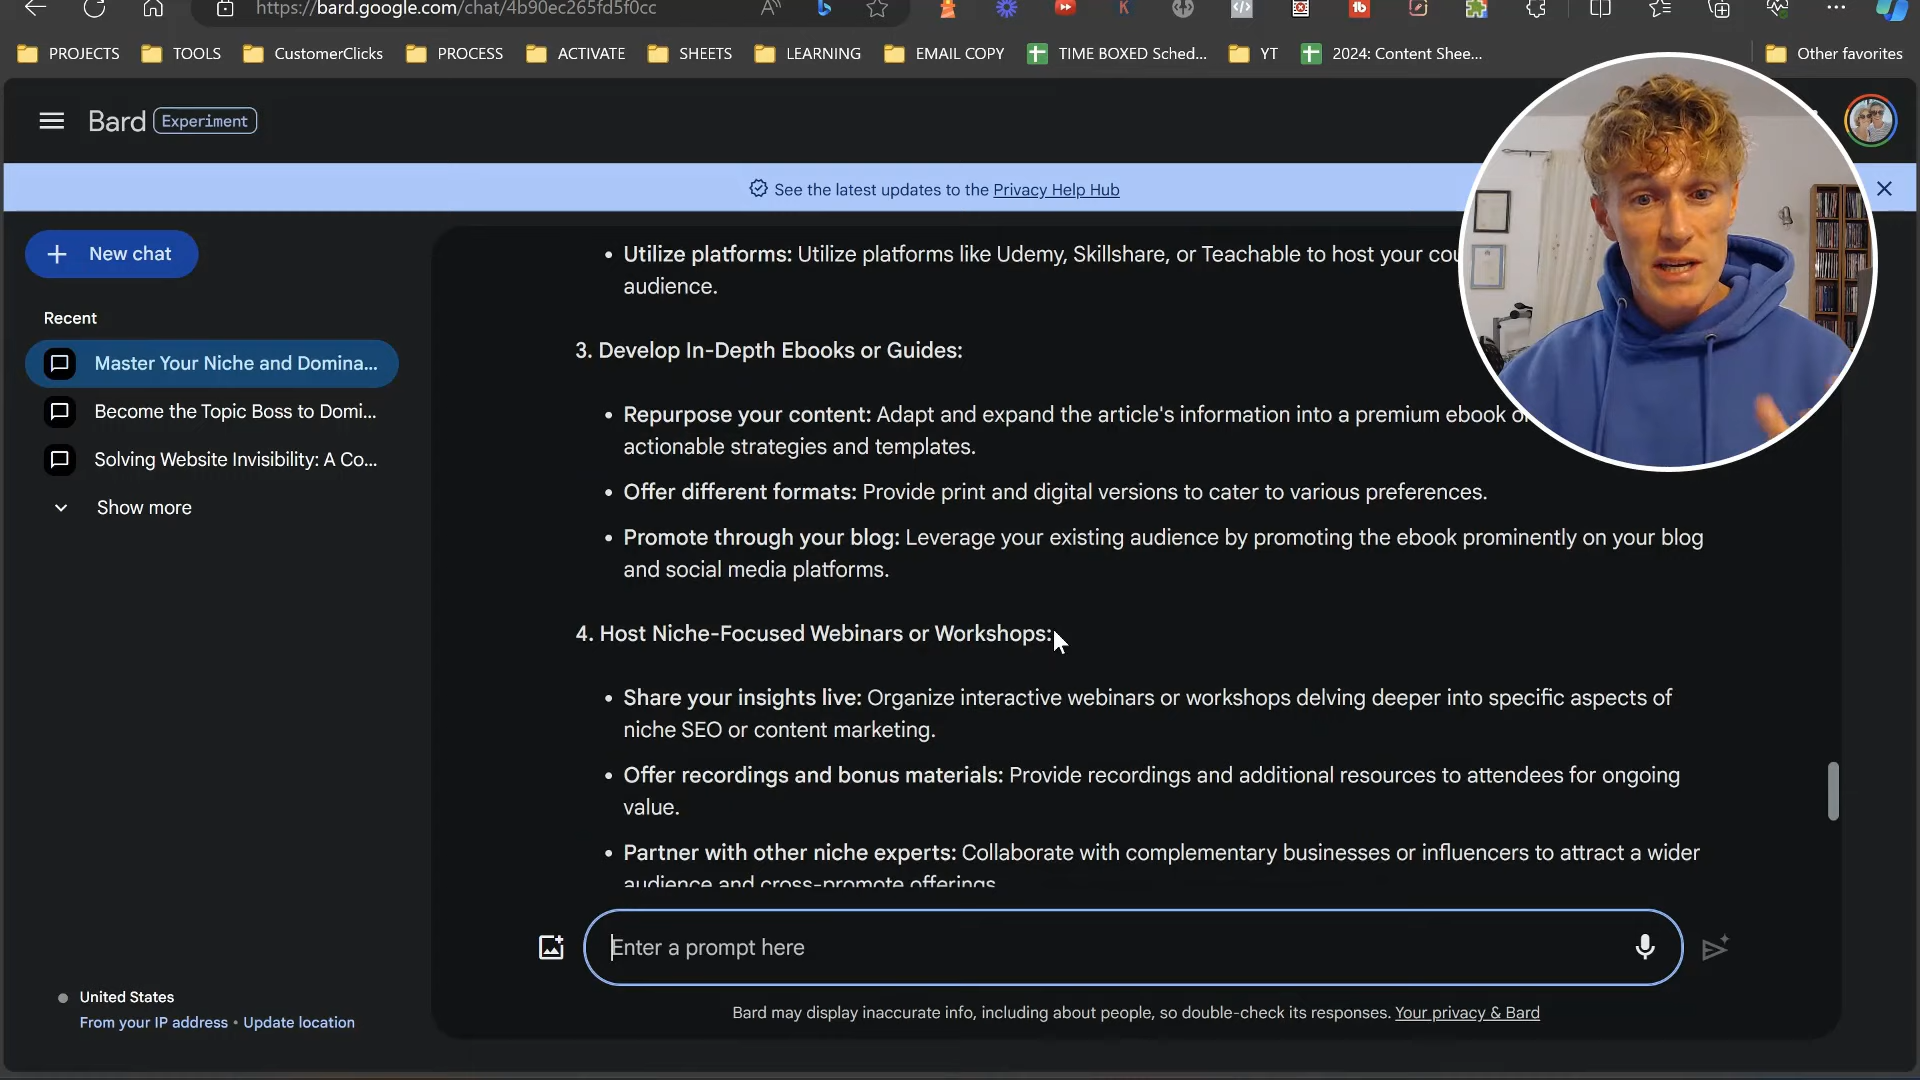 https://bard.google.com/chat/4b90ec265fd5f0cc
PROJECTS
TOOLS
CustomerClicks
PROCESS
ACTIVATE
SHEETS
LEARNING
EMAIL COPY
TIME BOXED Sched...
YT
2024: Content Shee...
Other favorites
Bard Experiment
See the latest updates to the Privacy Help Hub
New chat
Recent
Master Your Niche and Domina...
Become the Topic Boss to Domi...
Solving Website Invisibility: A Co...
Show more
United States
From your IP address • Update location
• Utilize platforms: Utilize platforms like Udemy, Skillshare, or Teachable to host your
audience.
3. Develop In-Depth Ebooks or Guides:
• Repurpose your content: Adapt and expand the article's information into a premium ebook
actionable strategies and templates.
• Offer different formats: Provide print and digital versions to cater to various preferences.
• Promote through your blog: Leverage your existing audience by promoting the ebook prominently on your blog
and social media platforms.
4. Host Niche-Focused Webinars or Workshops:
• Share your insights live: Organize interactive webinars or workshops delving deeper into specific aspects of
niche SEO or content marketing.
• Offer recordings and bonus materials: Provide recordings and additional resources to attendees for ongoing
value.
• Partner with other niche experts: Collaborate with complementary businesses or influencers to attract a wider
audience and cross-promote offerings
Enter a prompt here
Bard may display inaccurate info, including about people, so double-check its responses. Your privacy & Bard